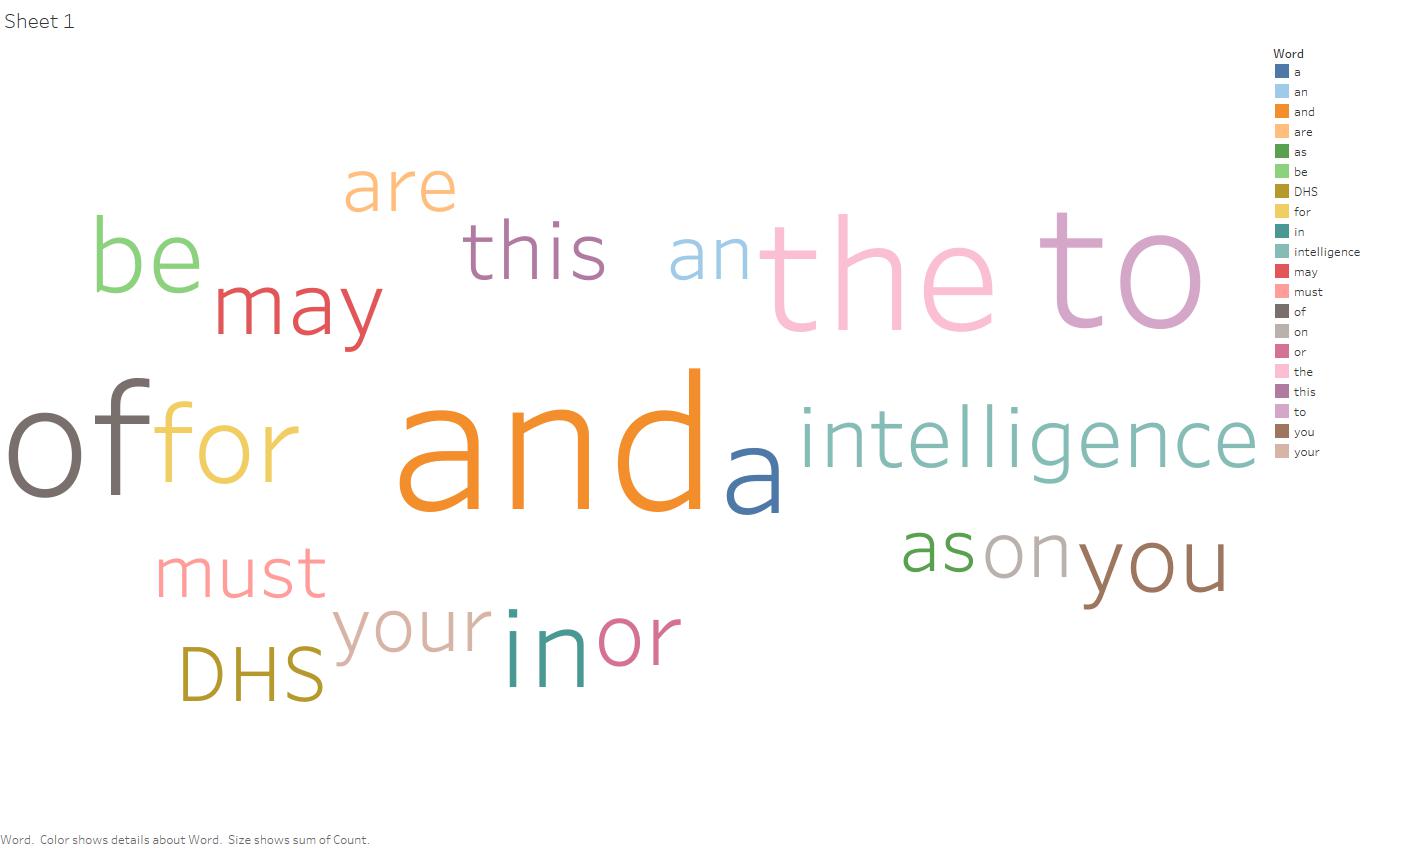 Sheet 1
are
be
this
an
the
to
may
of
for
and
a
intelligence
must
as
on
you
your
in
or
DHS
Word
a
an
and
are
as
be
DHS
for
in
intelligence
may
must
of
on
or
the
this
to
you
your
Word.  Color shows details about Word.  Size shows sum of Count.